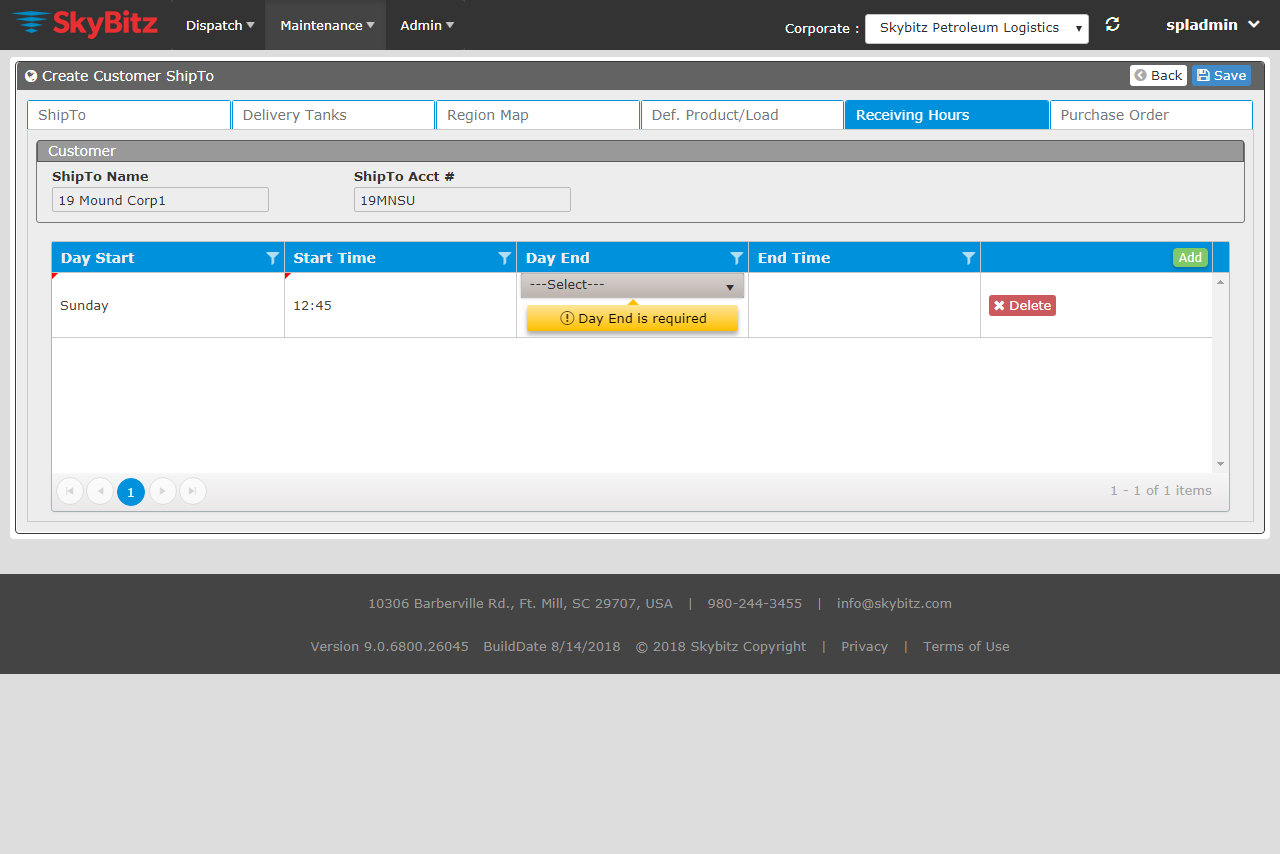 SkyBitz Dispatch Maintenance Admin Corporate : Skybitz Petroleum Logistics spladmin
Create Customer ShipTo Back Save
ShipTo Delivery Tanks Region Map Def. Product/Load Receiving Hours Purchase Order
Customer
ShipTo Name ShipTo Acct #
19 Mound Corp1 19MNSU
Day Start Start Time Day End End Time Add
---Select---
Sunday 12:45 Delete
Day End is required
1 1 - 1 of 1 items
10306 Barberville Rd., Ft. Mill, SC 29707, USA | 980-244-3455 | info@skybitz.com
Version 9.0.6800.26045 BuildDate 8/14/2018 © 2018 Skybitz Copyright | Privacy | Terms of Use